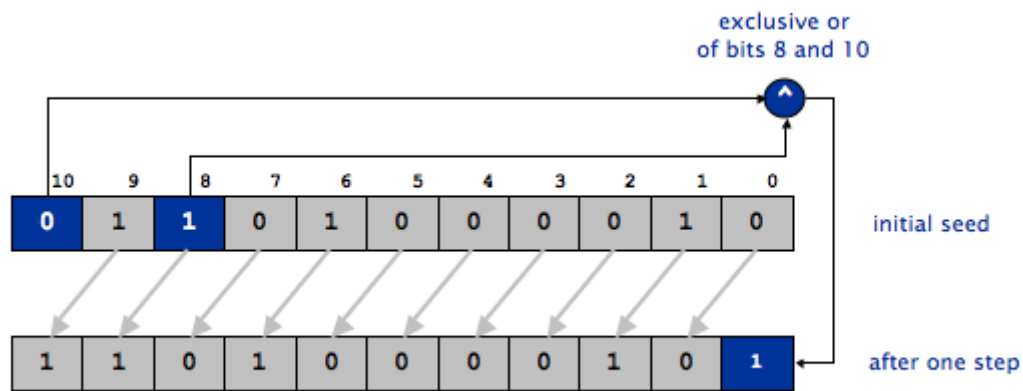 exclusive or
of bits 8 and 10
^
10 9 8 7 6 5 4 3 2 1 0
0 1 1 0 1 0 0 0 0 1 0
initial seed
1 1 0 1 0 0 0 0 1 0 1
after one step